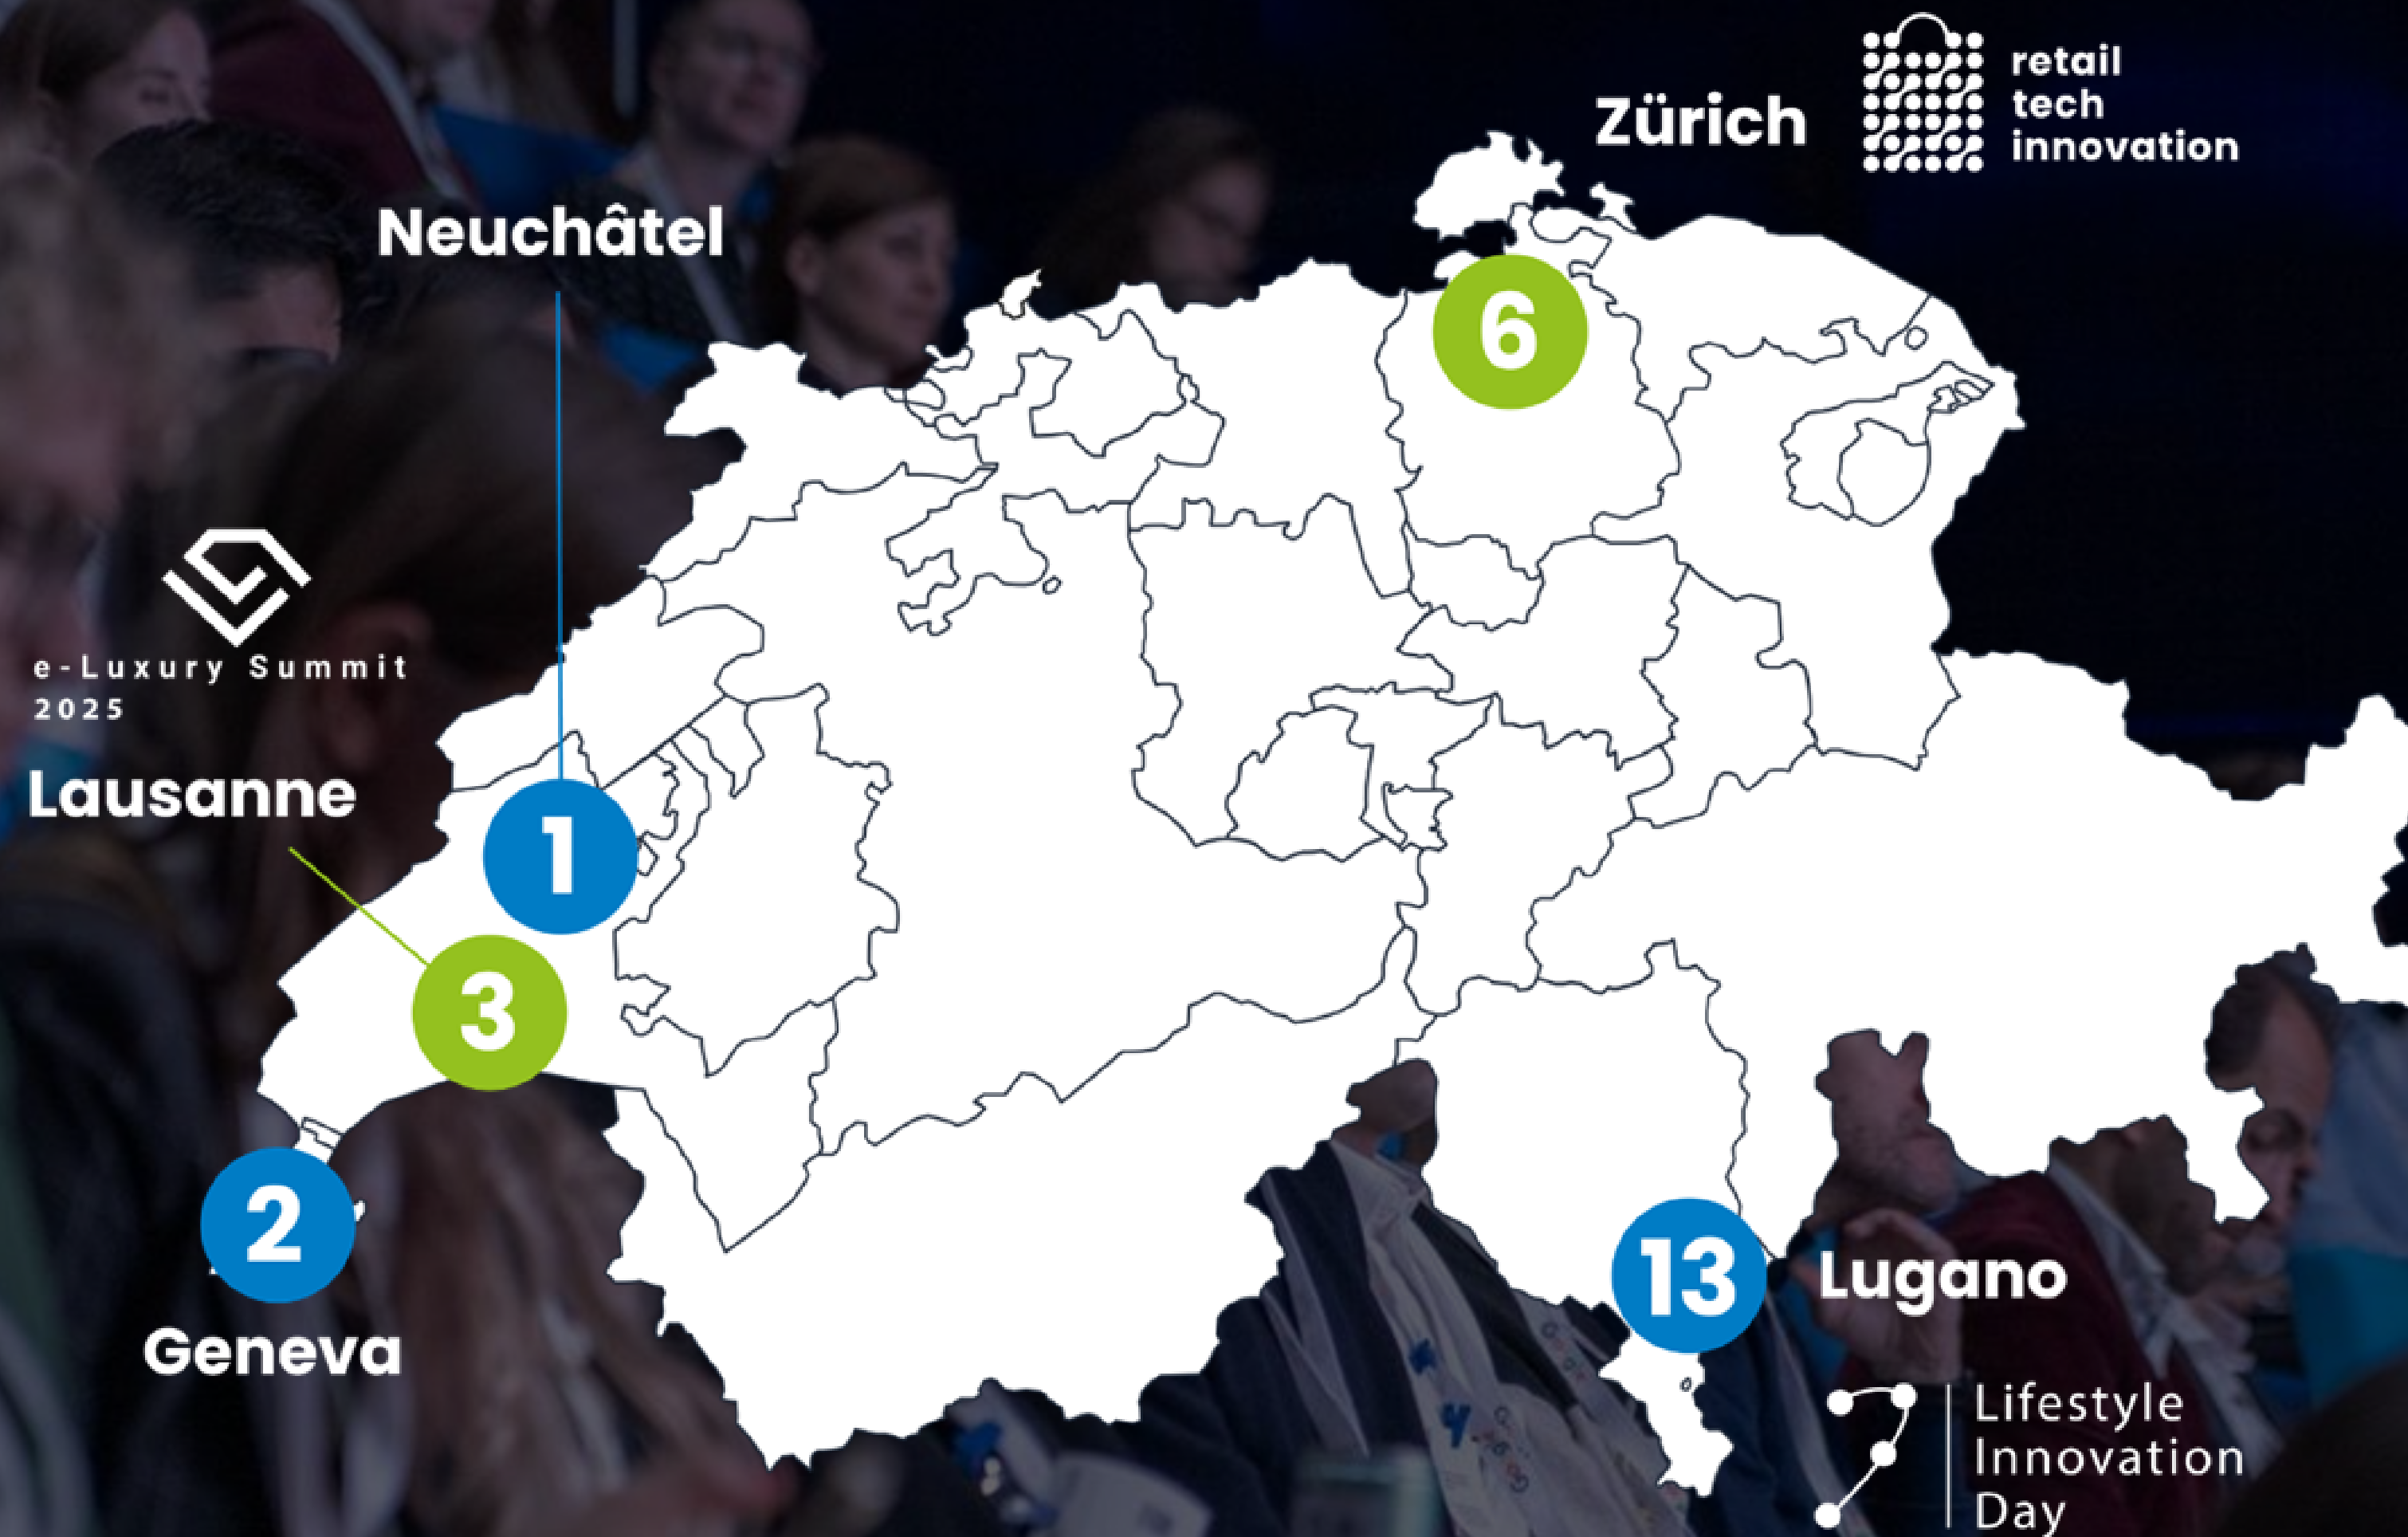 Zürich
retail
tech
innovation
Neuchâtel
6
e-Luxury Summit
2025
Lausanne
1
3
2
Geneva
13
Lugano
Lifestyle
Innovation
Day